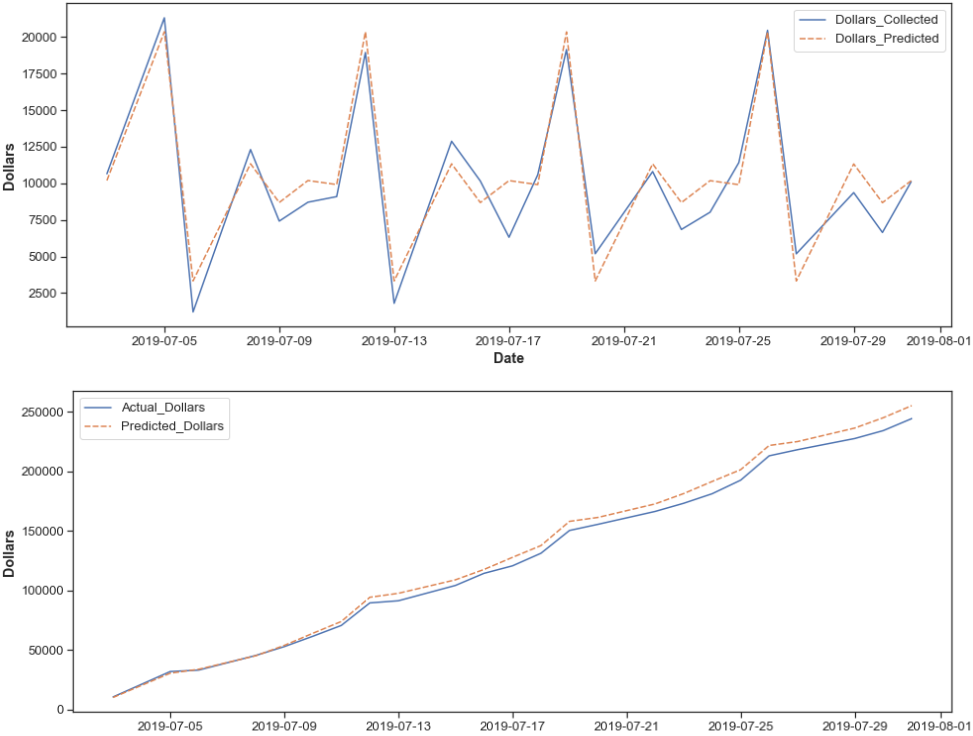 Dollars_Collected
Dollars_Predicted
20000
17500
15000
12500
10000
7500
5000
2500
Dollars
2019-07-05 2019-07-09 2019-07-13 2019-07-17 2019-07-21 2019-07-25 2019-07-29 2019-08-01
Date
Actual_Dollars
Predicted_Dollars
250000
200000
150000
100000
50000
0
Dollars
2019-07-05 2019-07-09 2019-07-13 2019-07-17 2019-07-21 2019-07-25 2019-07-29 2019-08-01